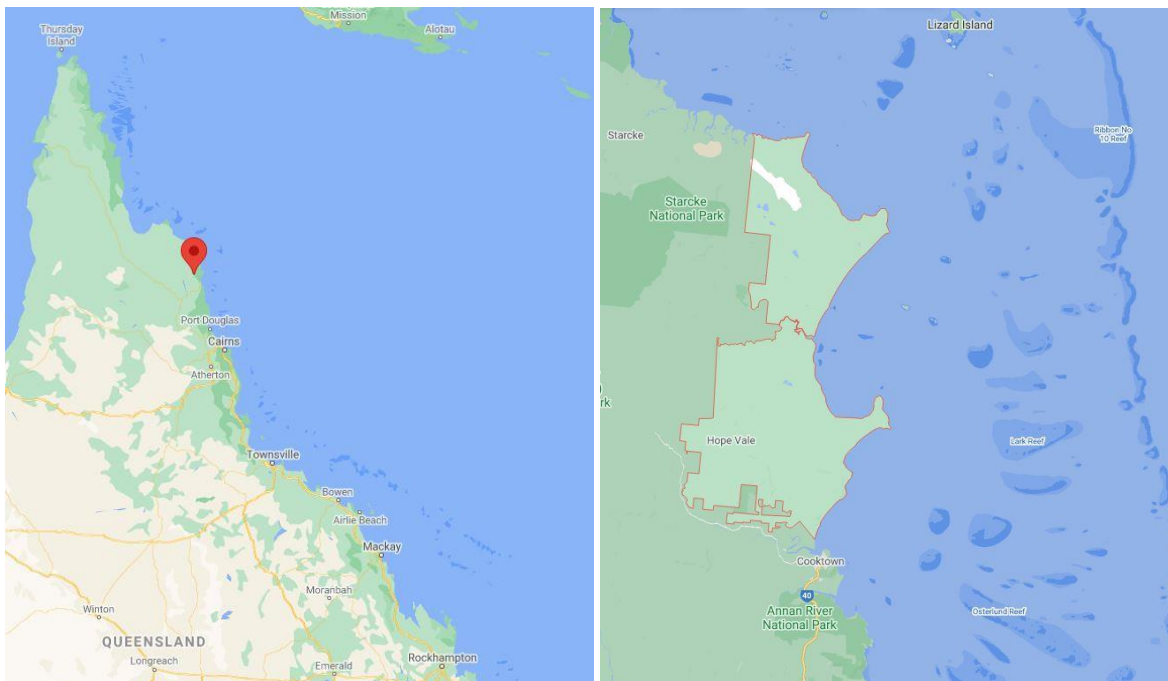 Mission
Alotau
Thursday
Island
Port Douglas
Cairns
Atherton
Townsville
Bowen
Airlie Beach
Mackay
Moranbah
Winton
QUEENSLAND
Longreach
Emerald
Rockhampton
Lizard Island
Starcke
Ribbon No
10 Reef
Starcke
National Park
rk
Hope Vale
Lark Reef
Cooktown
40
Annan River
National Park
Osterlund Reef